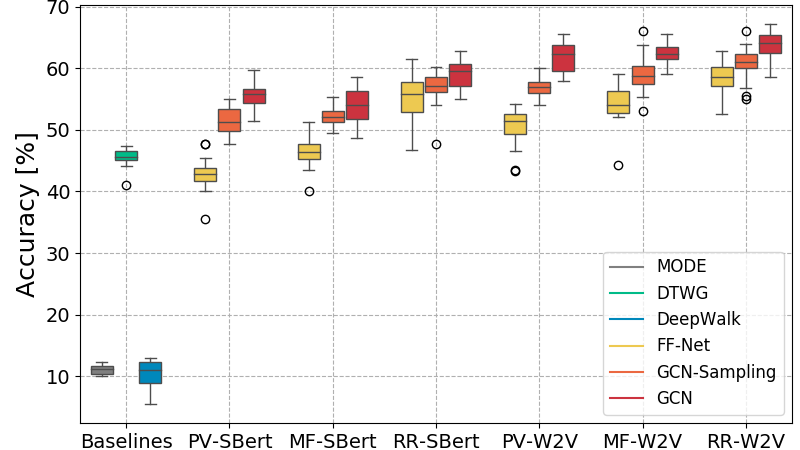 Accuracy [%]
70
60
50
40
30
20
10
MODE
DTWG
DeepWalk
FF-Net
GCN-Sampling
GCN
Baselines PV-SBert MF-SBert RR-SBert PV-W2V MF-W2V RR-W2V